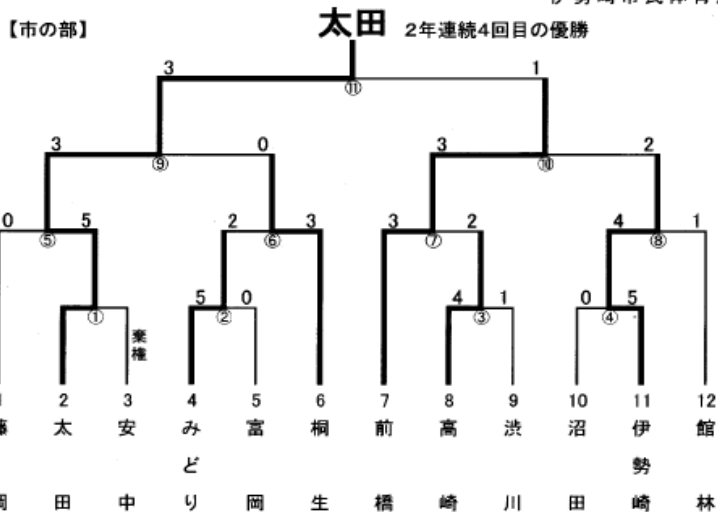 【市の部】
太田 2年連続4回目の優勝
3 1
⑪
3 0 3 2
⑨ ⑩
0 5 2 3 3 2 4 1
⑤ ⑥ ⑦ ⑧
5 0 4 1 0 5
① ② ③ ④
棄権
2 3 4 5 6 7 8 9 10 11 12
太田
安中
みどり
富岡
桐生
前橋
高崎
渋川
沼田
伊勢崎
館林